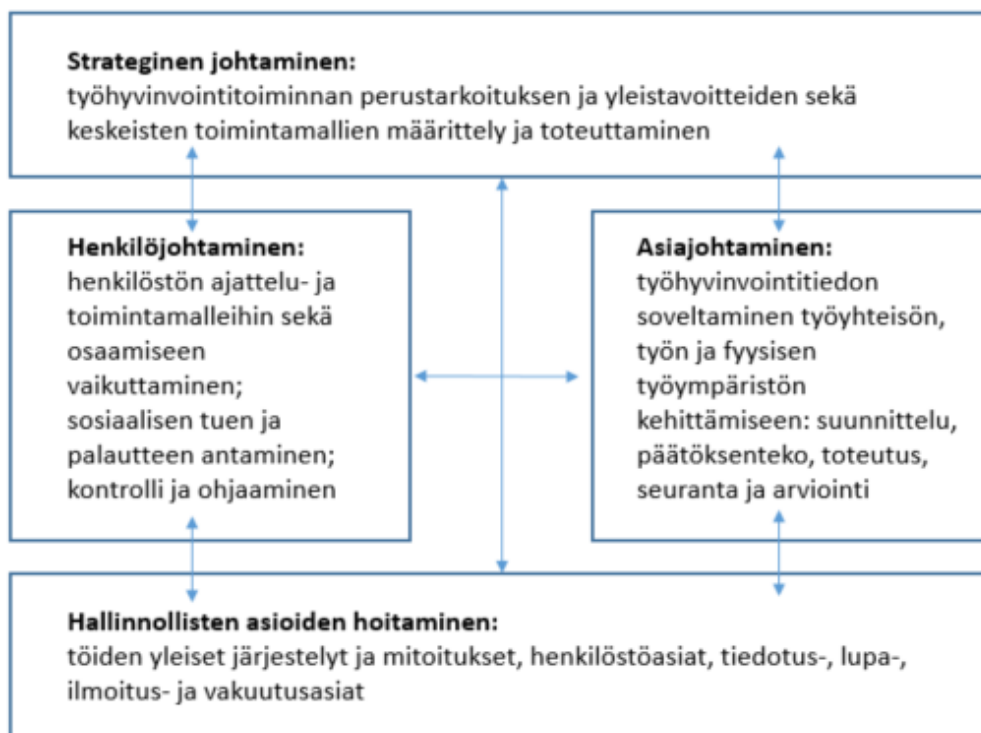 Strateginen johtaminen:
työhyvinvointitoiminnan perustarkoituksen ja yleistavoitteiden sekä
keskeisten toimintamallien määrittely ja toteuttaminen
Henkilöjohtaminen:
henkilöstön ajattelu- ja
toimintamalleihin sekä
osaamiseen
vaikuttaminen;
sosiaalisen tuen ja
palautteen antaminen;
kontrolli ja ohjaaminen
Asiajohtaminen:
työhyvinvointitiedon
soveltaminen työyhteisön,
työn ja fyysisen
työympäristön
kehittämiseen: suunnittelu,
päätöksenteko, toteutus,
seuranta ja arviointi
Hallinnollisten asioiden hoitaminen:
töiden yleiset järjestelyt ja mitoitukset, henkilöstöasiat, tiedotus-, lupa-,
ilmoitus- ja vakuutusasiat